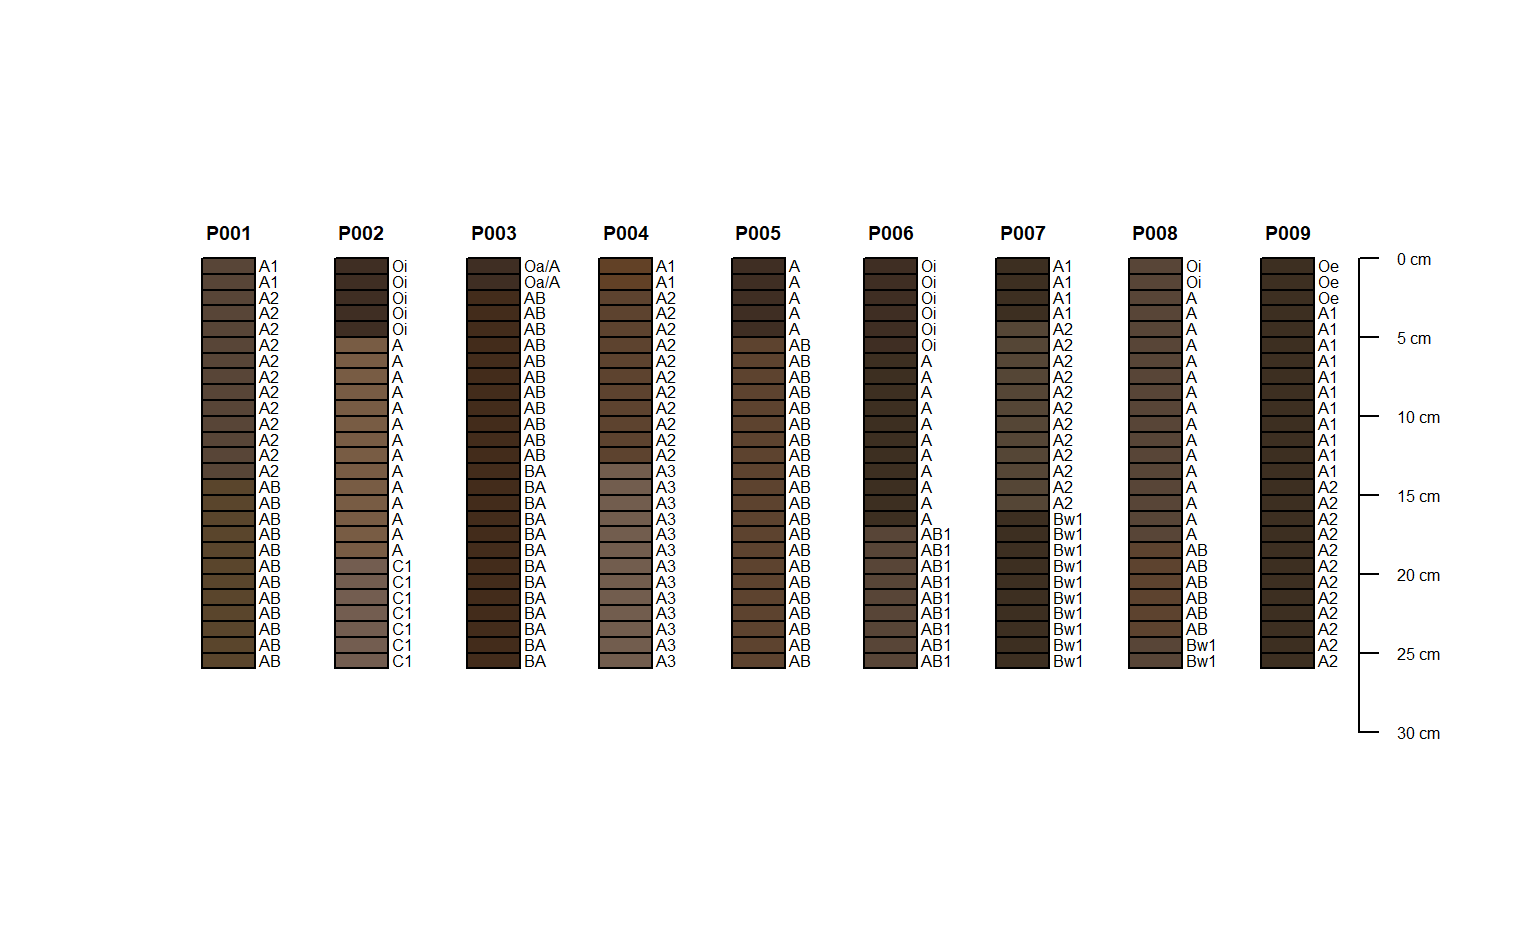 P001 P002 P003 P004 P005 P006 P007 P008 P009
A1 Oi Oa/A A1 A Oi A1 Oi Oe 0 cm
A1 Oi Oa/A A1 A Oi A1 Oi Oe
A2 Oi AB A2 A Oi A1 A Oe
A2 Oi AB A2 A Oi A1 A A1
A2 Oi AB A2 A Oi A2 A A1
A2 A AB A2 AB Oi A2 A A1 5 cm
A2 A AB A2 AB A A2 A A1
A2 A AB A2 AB A A2 A A1
A2 A AB A2 AB A A2 A A1
A2 A AB A2 AB A A2 A A1
A2 A AB A2 AB A A2 A A1 10 cm
A2 A AB A2 AB A A2 A A1
A2 A AB A2 AB A A2 A A1
A2 A BA A3 AB A A2 A A1
AB A BA A3 AB A A2 A A2
AB A BA A3 AB A A2 A A2 15 cm
AB A BA A3 AB A Bw1 A A2
AB A BA A3 AB AB1 Bw1 A A2
AB A BA A3 AB AB1 Bw1 AB A2
AB C1 BA A3 AB AB1 Bw1 AB A2
AB C1 BA A3 AB AB1 Bw1 AB A2 20 cm
AB C1 BA A3 AB AB1 Bw1 AB A2
AB C1 BA A3 AB AB1 Bw1 AB A2
AB C1 BA A3 AB AB1 Bw1 AB A2
AB C1 BA A3 AB AB1 Bw1 Bw1 A2
AB C1 BA A3 AB AB1 Bw1 Bw1 A2 25 cm
30 cm